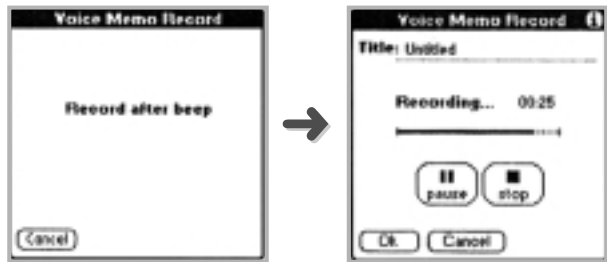 Voice Memo Record
Record after beep
Cancel
Voice Memo Record i
Title: Untitled
Recording... 00:25
pause stop
Ok Cancel